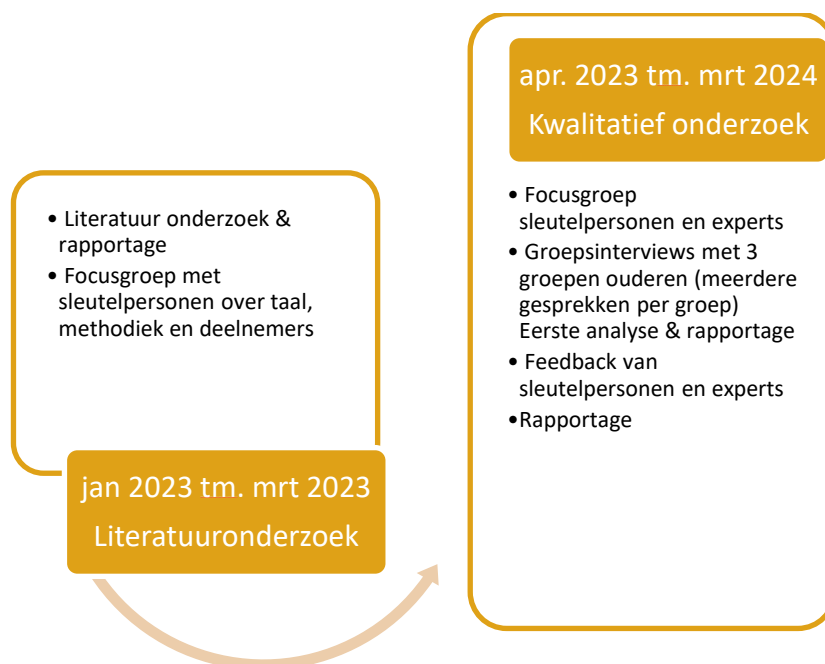 • Literatuur onderzoek &
rapportage
• Focusgroep met
sleutelpersonen over taal,
methodiek en deelnemers
jan 2023 tm. mrt 2023
Literatuuronderzoek
apr. 2023 tm. mrt 2024
Kwalitatief onderzoek
• Focusgroep
sleutelpersonen en experts
• Groepsinterviews met 3
groepen ouderen (meerdere
gesprekken per groep)
Eerste analyse & rapportage
• Feedback van
sleutelpersonen en experts
•Rapportage